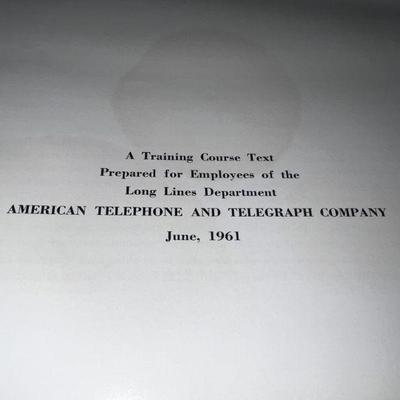 A Training Course Text
Prepared for Employees of the
Long Lines Department
AMERICAN TELEPHONE AND TELEGRAPH COMPANY
June, 1961